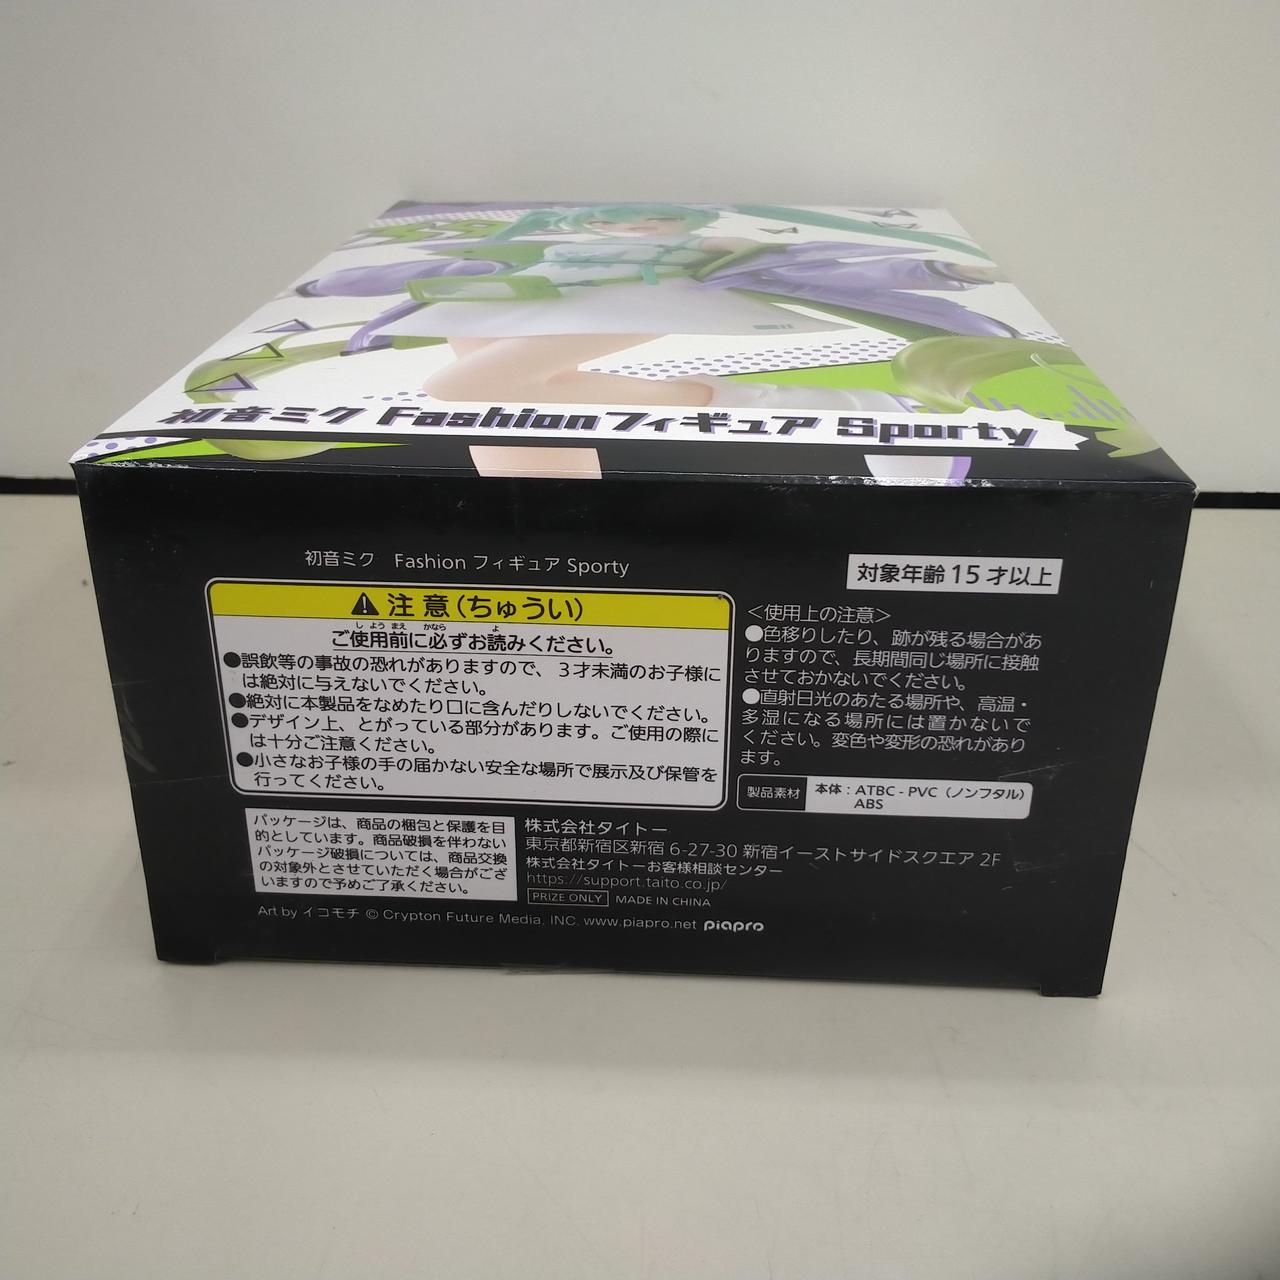 初音ミク Fashionフィギュア Sporty
初音ミク Fashion フィギュア Sporty
対象年齢 15 才以上
注意(ちゅうい)
ご使用前に必ずお読みください。
●誤飲等の事故の恐れがありますので、３才未満のお子様に
は絶対に与えないでください。
●絶対に本製品をなめたり口に含んだりしないでください。
●デザイン上、とがっている部分があります。ご使用の際に
は十分ご注意ください。
●小さなお子様の手の届かない安全な場所で展示及び保管を
行ってください。
＜使用上の注意＞
●色移りしたり、跡が残る場合があ
りますので、長期間同じ場所に接触
させておかないでください。
●直射日光のあたる場所や、高温・
多湿になる場所には置かないで
ください。変色や変形の恐れがあり
ます。
製品素材 本体：ATBC - PVC（ノンフタル）
ABS
パッケージは、商品の梱包と保護を目
的としています。商品破損を伴わない
パッケージ破損については、商品交換
の対象外とさせていただく場合がござ
いますので予めご了承ください。
株式会社タイトー
東京都新宿区新宿 6-27-30 新宿イーストサイドスクエア 2F
株式会社タイトーお客様相談センター
https://support.taito.co.jp/
PRIZE ONLY MADE IN CHINA
Art by イコモチ © Crypton Future Media, INC. www.piapro.net piapro